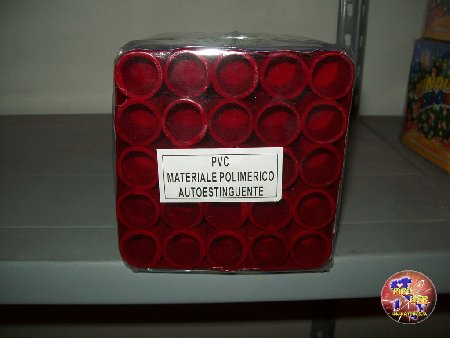 PVC
MATERIALE POLIMERICO
AUTOESTINGUENTE